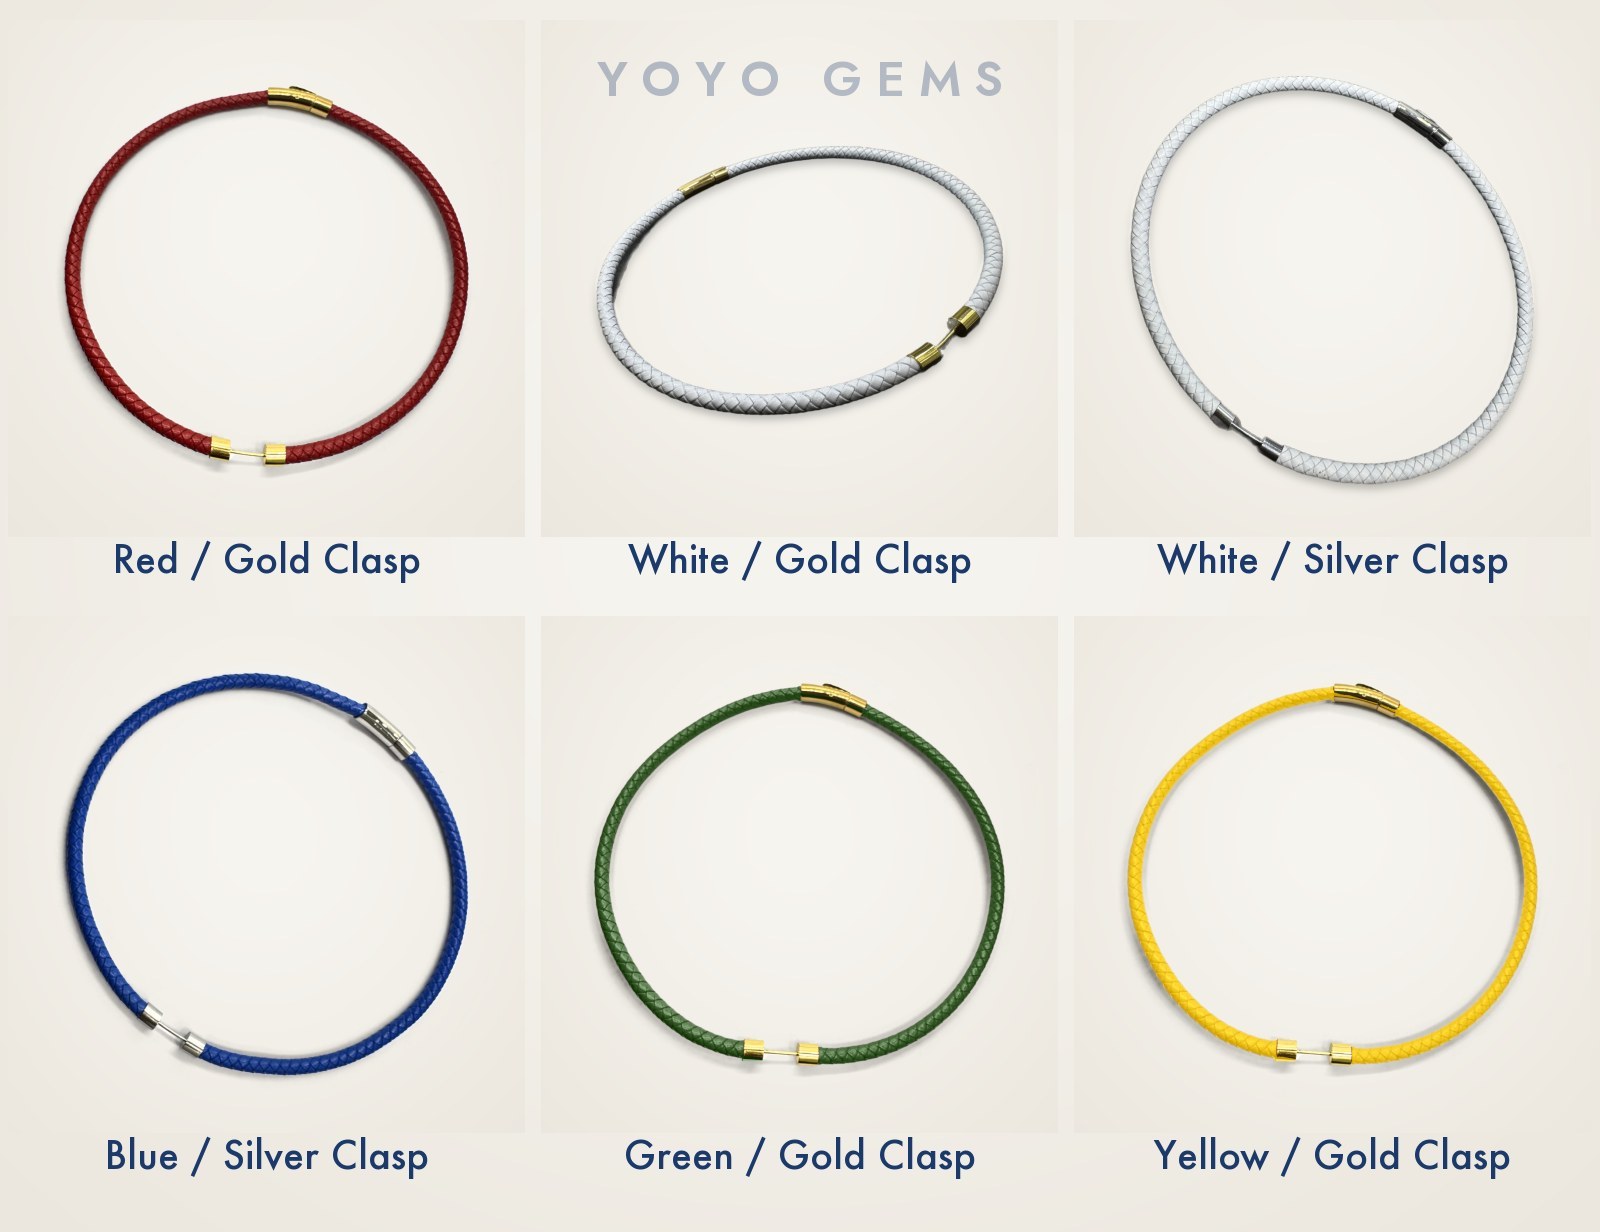 YOYO GEMS
Red / Gold Clasp
White / Gold Clasp
White / Silver Clasp
Blue / Silver Clasp
Green / Gold Clasp
Yellow / Gold Clasp